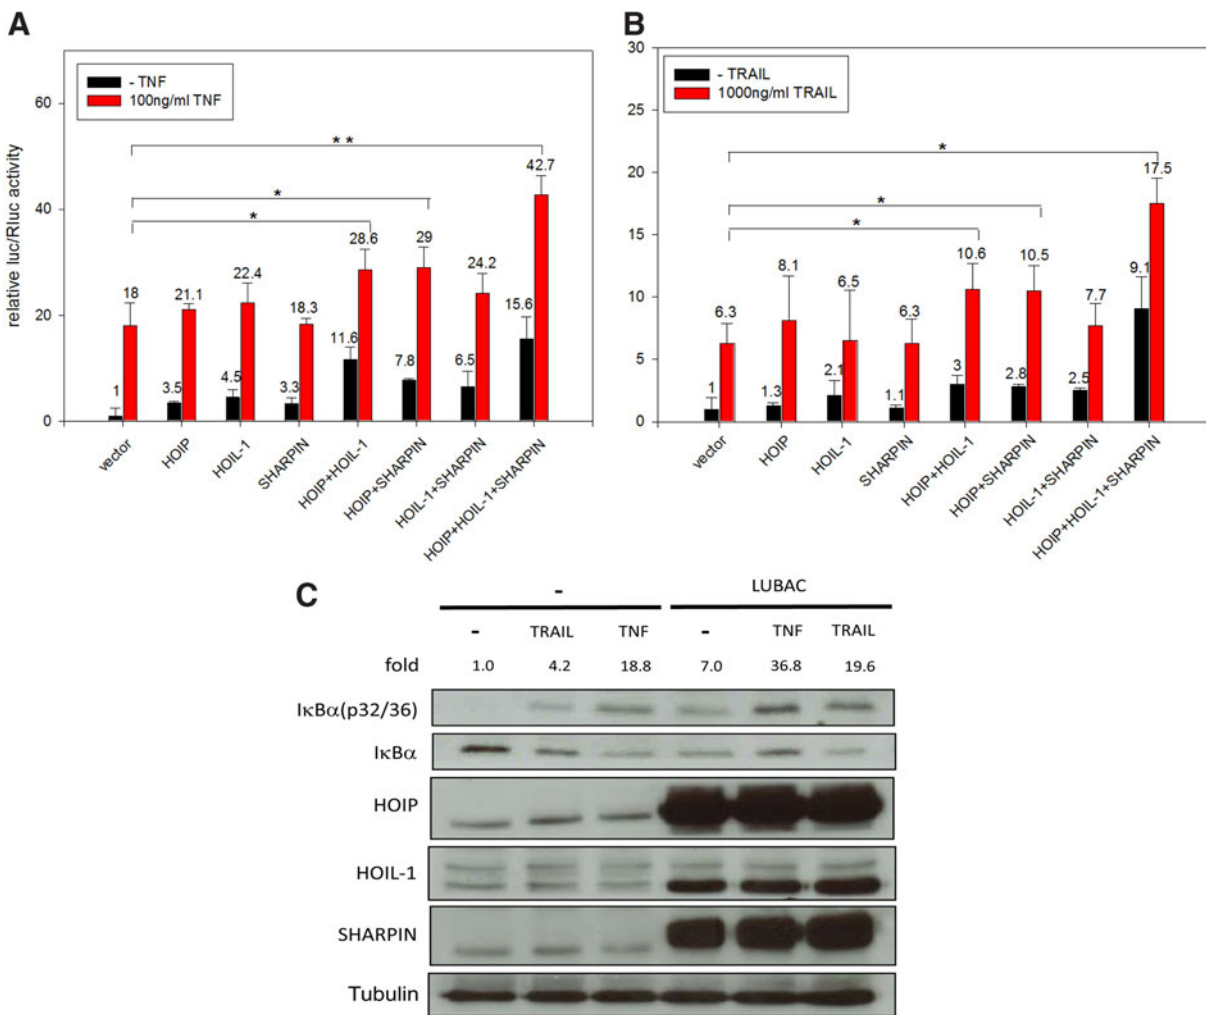 A
relative luc/Rluc activity
60
40
20
0
- TNF
100ng/ml TNF
* *
*
*
1
18
3.5
21.1
4.5
22.4
3.3
18.3
11.6
28.6
7.8
29
6.5
24.2
15.6
42.7
vector
HOIP
HOIL-1
SHARPIN
HOIP+HOIL-1
HOIP+SHARPIN
HOIL-1+SHARPIN
HOIP+HOIL-1+SHARPIN
B
30
25
20
15
10
5
0
- TRAIL
1000ng/ml TRAIL
*
*
*
1
6.3
1.3
8.1
2.1
6.5
1.1
6.3
3
10.6
2.8
10.5
2.5
7.7
9.1
17.5
vector
HOIP
HOIL-1
SHARPIN
HOIP+HOIL-1
HOIP+SHARPIN
HOIL-1+SHARPIN
HOIP+HOIL-1+SHARPIN
C
- LUBAC
- TRAIL TNF - TNF TRAIL
fold 1.0 4.2 18.8 7.0 36.8 19.6
IκBα(p32/36)
IκBα
HOIP
HOIL-1
SHARPIN
Tubulin